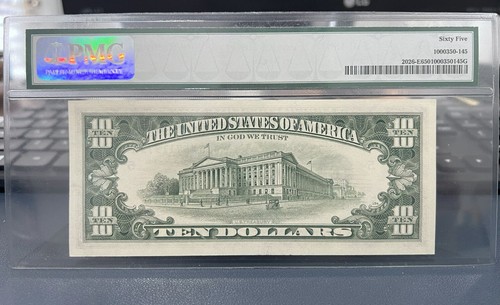 PMG
Sixty Five
1000350-145
2026-E6501000350145G
10 10
TEN TEN
10 10
THE UNITED STATES OF AMERICA
IN GOD WE TRUST
10 10
TEN TEN
10 10
TEN DOLLARS